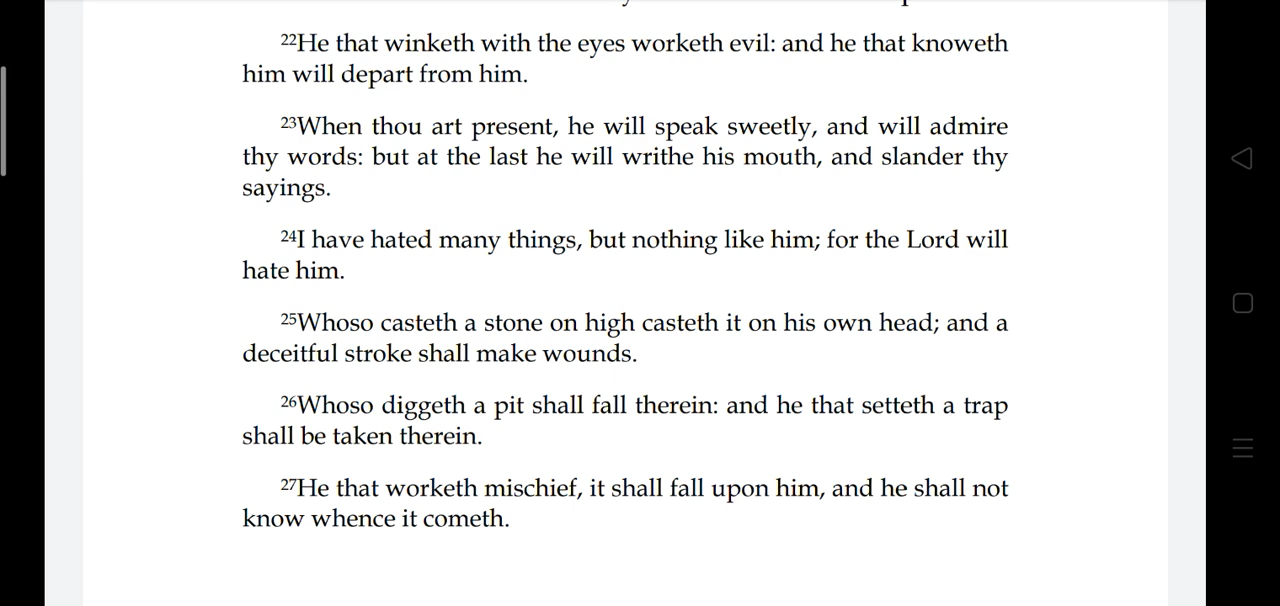 22He that winketh with the eyes worketh evil: and he that knoweth
him will depart from him.
23When thou art present, he will speak sweetly, and will admire
thy words: but at the last he will writhe his mouth, and slander thy
sayings.
24I have hated many things, but nothing like him; for the Lord will
hate him.
25Whoso casteth a stone on high casteth it on his own head; and a
deceitful stroke shall make wounds.
26Whoso diggeth a pit shall fall therein: and he that setteth a trap
shall be taken therein.
27He that worketh mischief, it shall fall upon him, and he shall not
know whence it cometh.